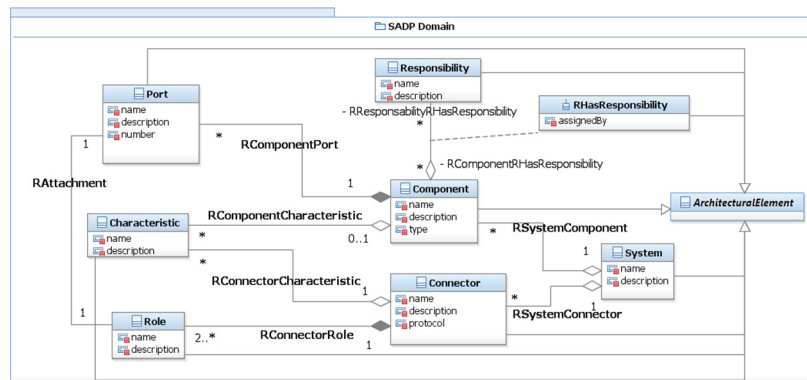 SADP Domain
Port
name
description
number
Responsibility
name
description
- RResponsabilityRHasResponsibility
RHasResponsibility
assignedBy
1
*
*
RAttachment
RComponentPort
*
- RComponentRHasResponsibility
1
Component
name
description
type
ArchitecturalElement
Characteristic
name
description
RComponentCharacteristic
*
0..1
*
RSystemComponent
System
name
description
1
*
RConnectorCharacteristic
1
Connector
name
description
protocol
*
1
RSystemConnector
1
Role
name
description
2..*
RConnectorRole
1